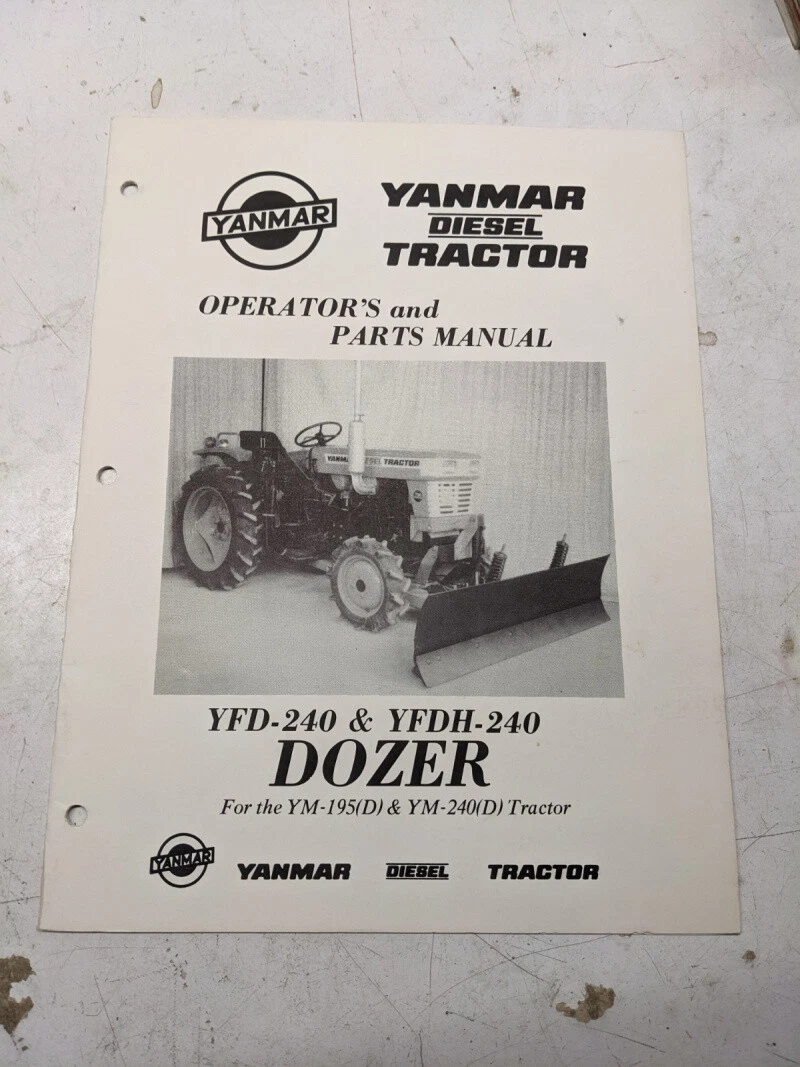 YANMAR
YANMAR
DIESEL
TRACTOR
OPERATOR'S and
PARTS MANUAL
YANMAR DIESEL TRACTOR
YFD-240 & YFDH-240
DOZER
For the YM-195(D) & YM-240(D) Tractor
YANMAR YANMAR DIESEL TRACTOR